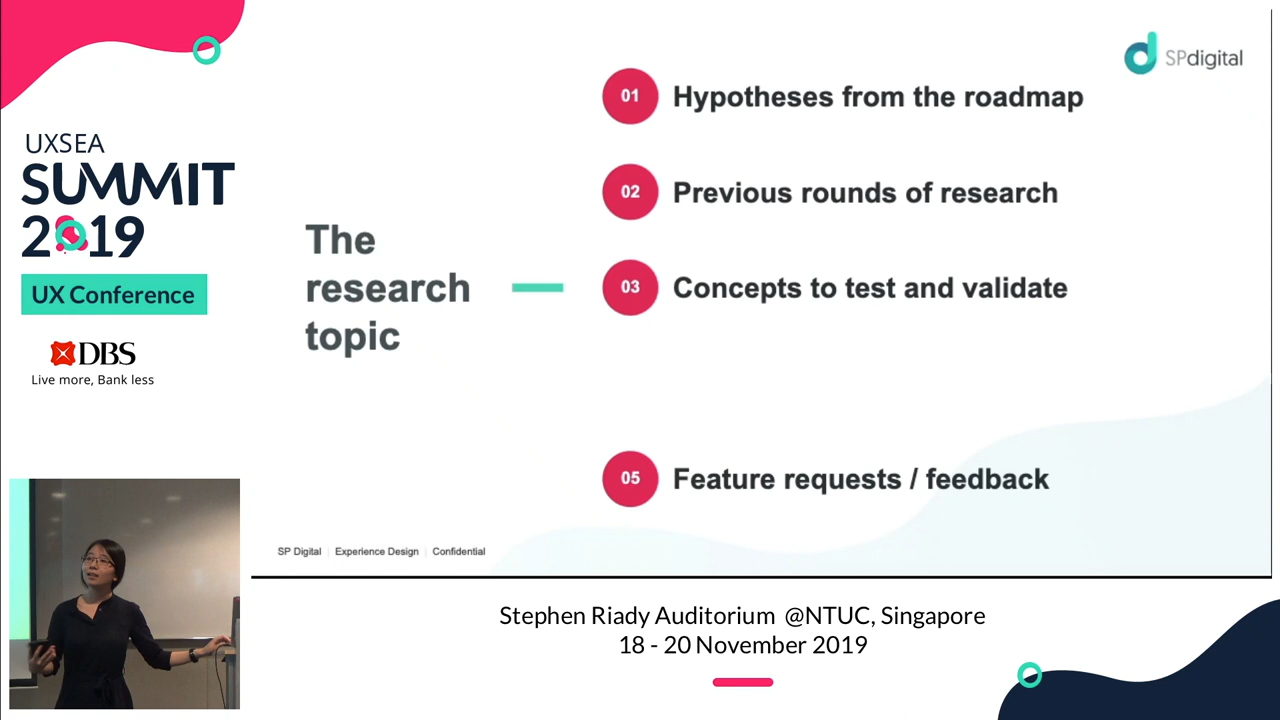 UXSEA
SUMMIT
2019
UX Conference
DBS
Live more, Bank less
SPdigital
The
research
topic
01 Hypotheses from the roadmap
02 Previous rounds of research
03 Concepts to test and validate
05 Feature requests / feedback
SP Digital | Experience Design | Confidential
Stephen Riady Auditorium @NTUC, Singapore
18 - 20 November 2019